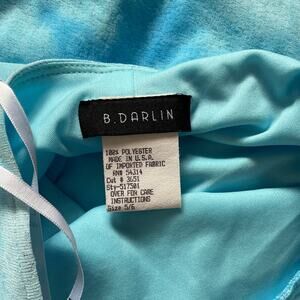 B.DARLIN
100% POLYESTER
MADE IN U.S.A.
OF IMPORTED FABRIC
RN# 54314
Cut # 3651
Sty-517501
OVER FOR CARE
INSTRUCTIONS
Size 5/6